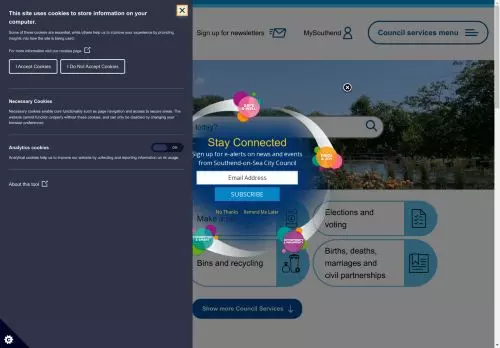 This site uses cookies to store information on your
computer.
Some of these cookies are essential, while others help us to improve your experience by providing
insights into how the site is being used.
For more information visit our cookies page
I Accept Cookies
I Do Not Accept Cookies
Necessary Cookies
Necessary cookies enable core functionality such as page navigation and access to secure areas. The
website cannot function properly without these cookies, and can only be disabled by changing your
browser preferences.
Analytics cookies
Off
Analytical cookies help us to improve our website by collecting and reporting information on its usage.
About this tool
Sign up for newsletters
MySouthend
Council services menu
today?
SAFE
& WELL
Stay Connected
Sign up for e-alerts on news and events
from Southend-on-Sea City Council
Email Address
SUBSCRIBE
No Thanks
Remind Me Later
Make a
Elections and
voting
Bins and recycling
Births, deaths,
marriages and
civil partnerships
Show more Council Services